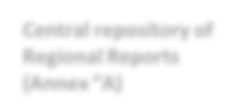 Central repository of
Regional Reports
(Annex "A)